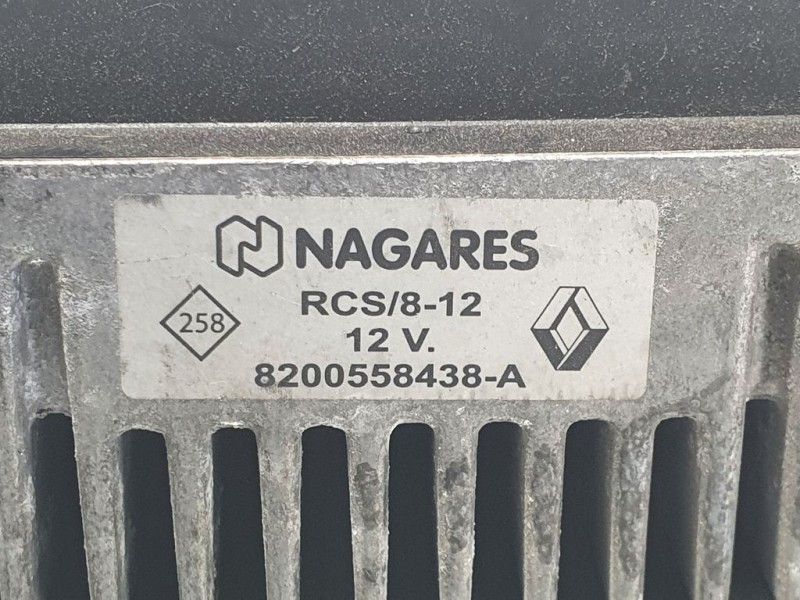 NAGARES
RCS/8-12
258
12 V.
8200558438-A